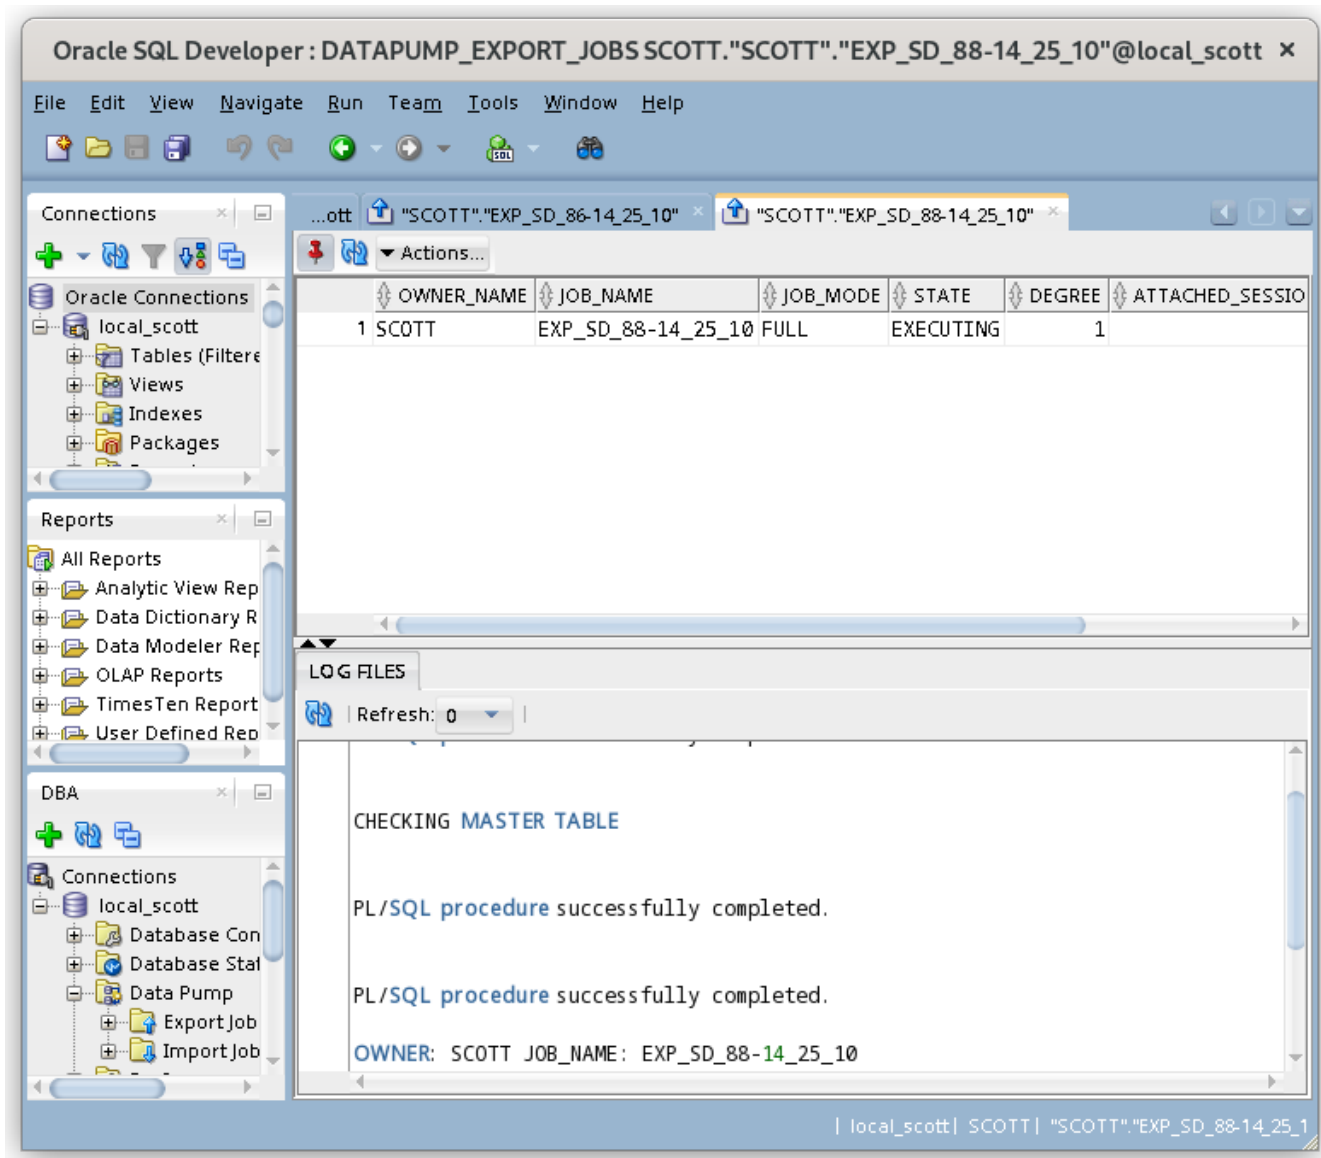 Oracle SQL Developer : DATAPUMP_EXPORT_JOBS SCOTT."SCOTT"."EXP_SD_88-14_25_10"@local_scott ×
File Edit View Navigate Run Team Tools Window Help
SQL
Connections
...ott "SCOTT"."EXP_SD_86-14_25_10" "SCOTT"."EXP_SD_88-14_25_10"
Actions...
Oracle Connections
local_scott
Tables (Filtere
Views
Indexes
Packages
OWNER_NAME JOB_NAME JOB_MODE STATE DEGREE ATTACHED_SESSIO
1 SCOTT EXP_SD_88-14_25_10 FULL EXECUTING 1
Reports
All Reports
Analytic View Rep
Data Dictionary R
Data Modeler Rep
OLAP Reports
TimesTen Report
User Defined Rep
LOG FILES
Refresh: 0
CHECKING MASTER TABLE
PL/SQL procedure successfully completed.
PL/SQL procedure successfully completed.
OWNER: SCOTT JOB_NAME: EXP_SD_88-14_25_10
DBA
Connections
local_scott
Database Con
Database Stat
Data Pump
Export Job
Import Job
| local_scott| SCOTT| "SCOTT"."EXP_SD_88-14_25_1